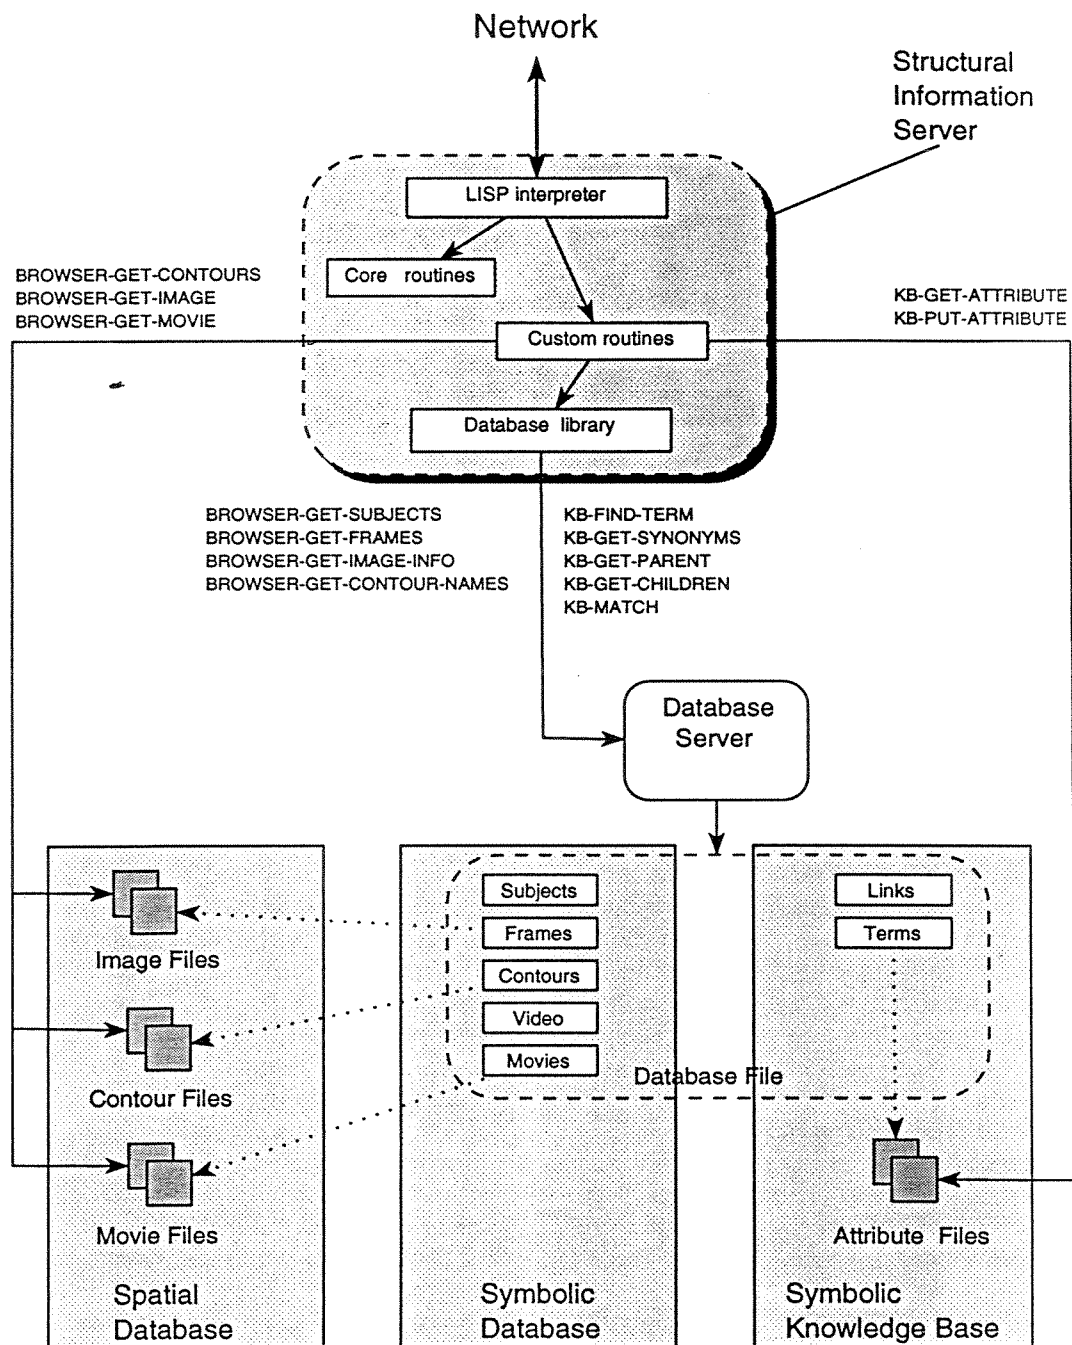 Network
Structural
Information
Server
LISP interpreter
Core routines
BROWSER-GET-CONTOURS
BROWSER-GET-IMAGE
BROWSER-GET-MOVIE
KB-GET-ATTRIBUTE
KB-PUT-ATTRIBUTE
Custom routines
Database library
BROWSER-GET-SUBJECTS
BROWSER-GET-FRAMES
BROWSER-GET-IMAGE-INFO
BROWSER-GET-CONTOUR-NAMES
KB-FIND-TERM
KB-GET-SYNONYMS
KB-GET-PARENT
KB-GET-CHILDREN
KB-MATCH
Database
Server
Subjects
Frames
Contours
Video
Movies
Links
Terms
Database File
Image Files
Contour Files
Movie Files
Attribute Files
Spatial
Database
Symbolic
Database
Symbolic
Knowledge Base